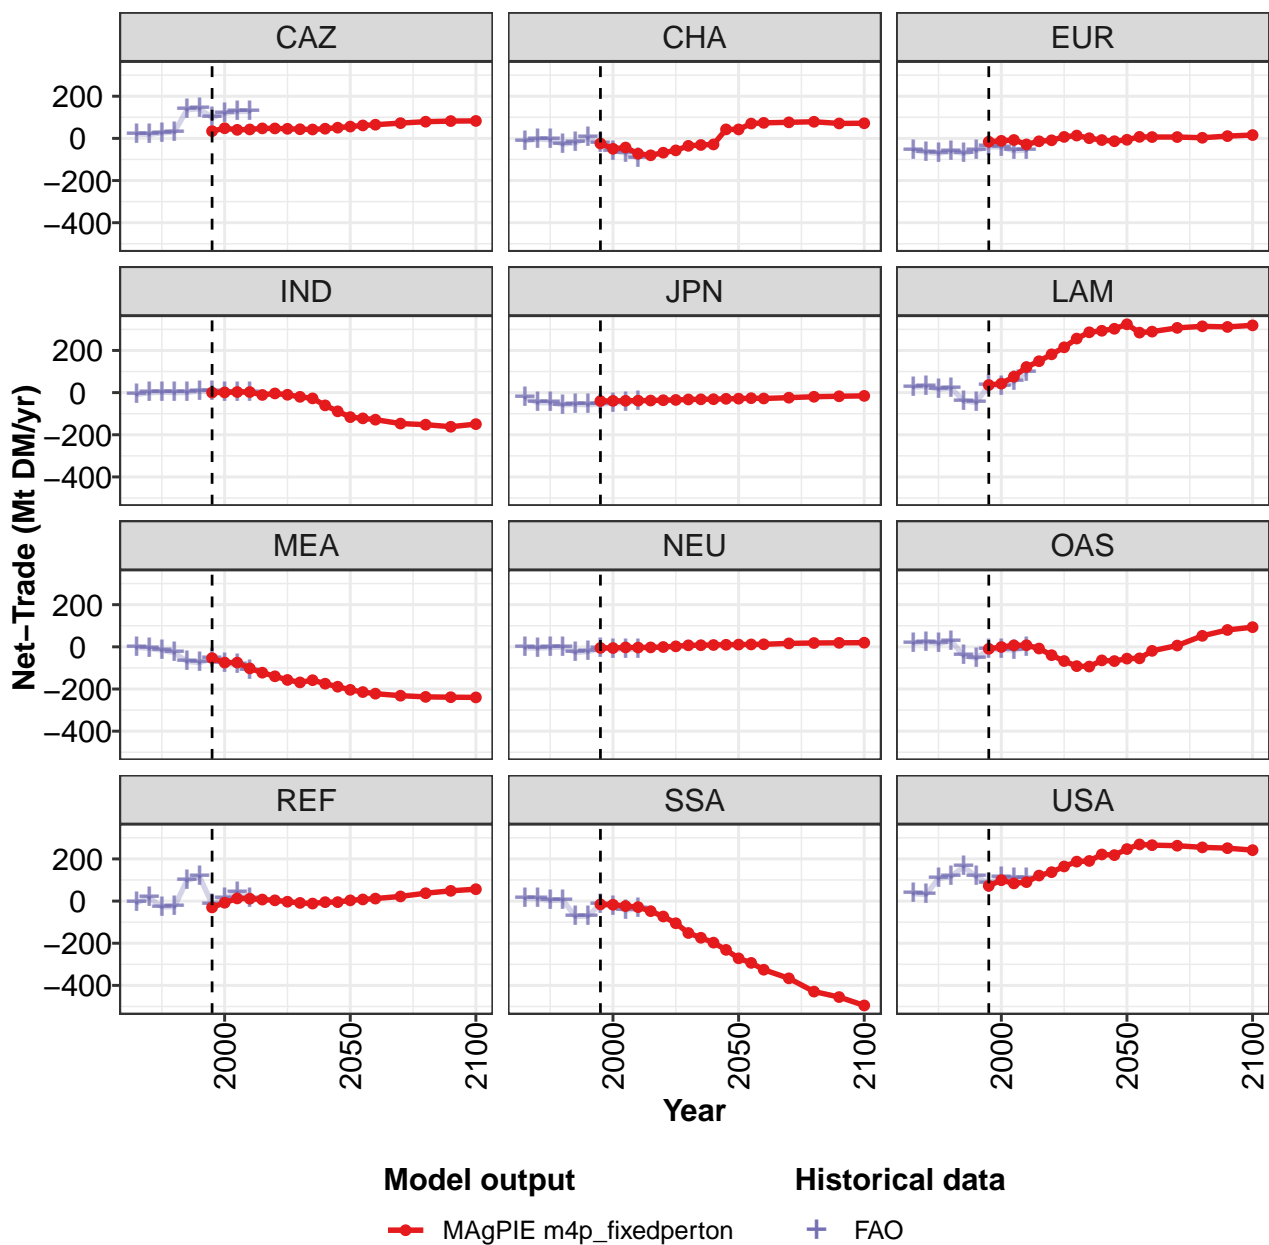 CAZ CHA EUR
200
0
−200
−400
IND JPN LAM
200
0
−200
−400
MEA NEU OAS
200
0
−200
−400
REF SSA USA
200
0
−200
−400
Net−Trade (Mt DM/yr)
2000 2050 2100 2000 2050 2100 2000 2050 2100
Year
Model output Historical data
MAgPIE m4p_fixedperton FAO